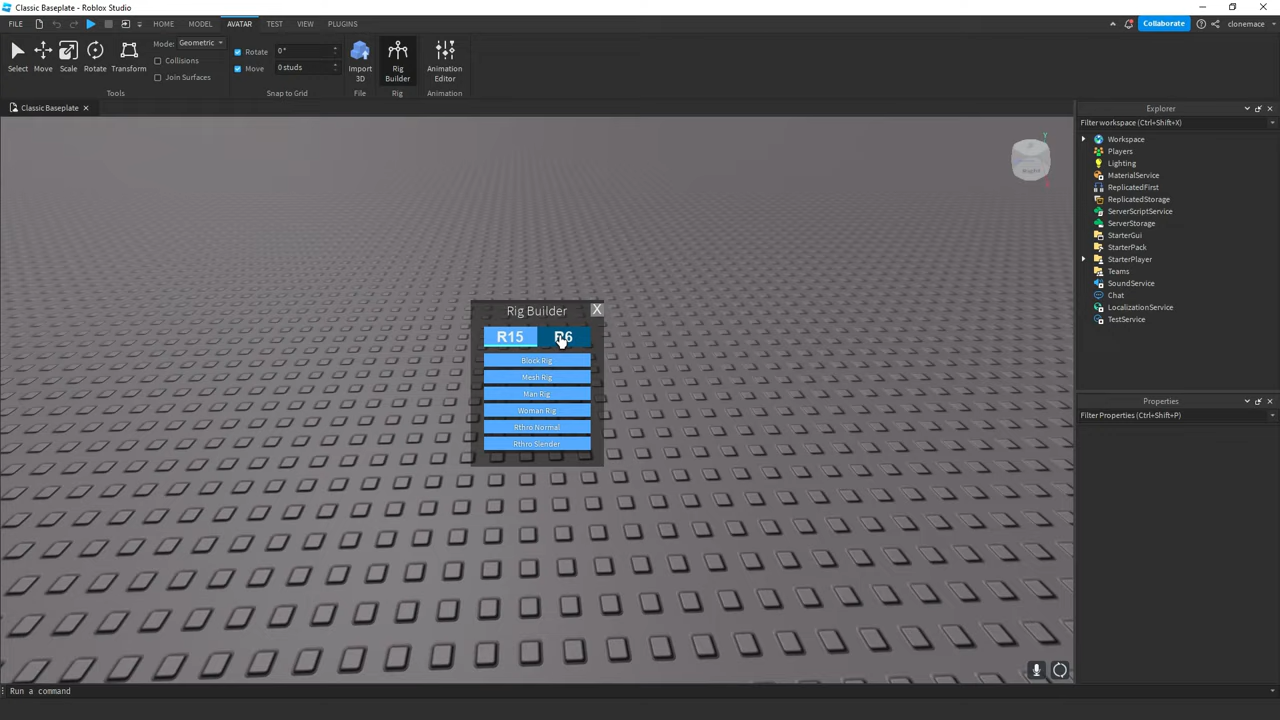 Classic Baseplate - Roblox Studio
FILE HOME MODEL AVATAR TEST VIEW PLUGINS Collaborate clonemace
Select Move Scale Rotate Transform
Mode: Geometric
Collisions
Join Surfaces
Tools
Rotate 0°
Move 0 studs
Snap to Grid
Import
3D
File
Rig
Builder
Rig
Animation
Editor
Animation
Classic Baseplate
Rig Builder X
R15 R6
Block Rig
Mesh Rig
Man Rig
Woman Rig
Rthro Normal
Rthro Slender
Y
Explorer
Filter workspace (Ctrl+Shift+X)
Workspace
Players
Lighting
MaterialService
ReplicatedFirst
ReplicatedStorage
ServerScriptService
ServerStorage
StarterGui
StarterPack
StarterPlayer
Teams
SoundService
Chat
LocalizationService
TestService
Properties
Filter Properties (Ctrl+Shift+P)
Run a command